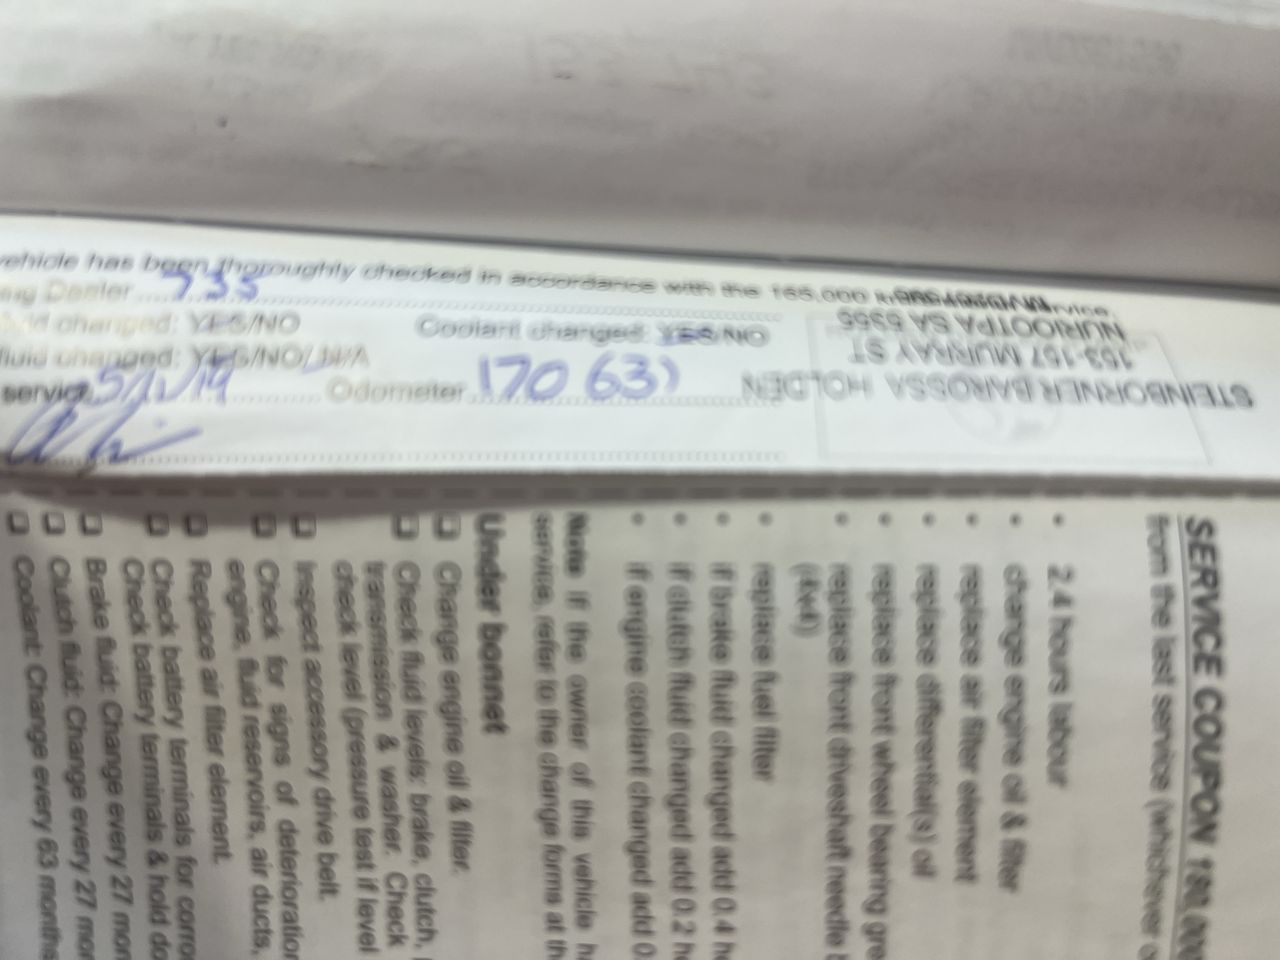 vehicle has been thoroughly checked in accordance with the 165,000 service.
Dealer 735
changed: YES/NO Coolant changed: YES/NO
fluid changed: YES/NO/N/A
service Odometer
STEINBORNER BAROSSA HOLDEN
153-157 MURRAY ST
NURIOOTPA SA 5355
SERVICE COUPON 180,000
from the last service (whichever
• 2.4 hours labour
• change engine oil & filter
• replace air filter element
• replace differential(s) oil
• replace front wheel bearing
• replace front driveshaft needle
(4x4)
• replace fuel filter
• if brake fluid changed add 0.4
• if clutch fluid changed add 0.2
• if engine coolant changed add 0.
Note If the owner of this vehicle
service, refer to the change forms at
Under bonnet
Change engine oil & filter.
Check fluid levels; brake, clutch,
transmission & washer. Check
check level (pressure test if level
Inspect accessory drive belt.
Check for signs of deterioration
engine, fluid reservoirs, air ducts,
Replace air filter element.
Check battery terminals for
Check battery terminals & hold
Brake fluid: Change every 27
Clutch fluid: Change every 27
Coolant: Change every 63 months